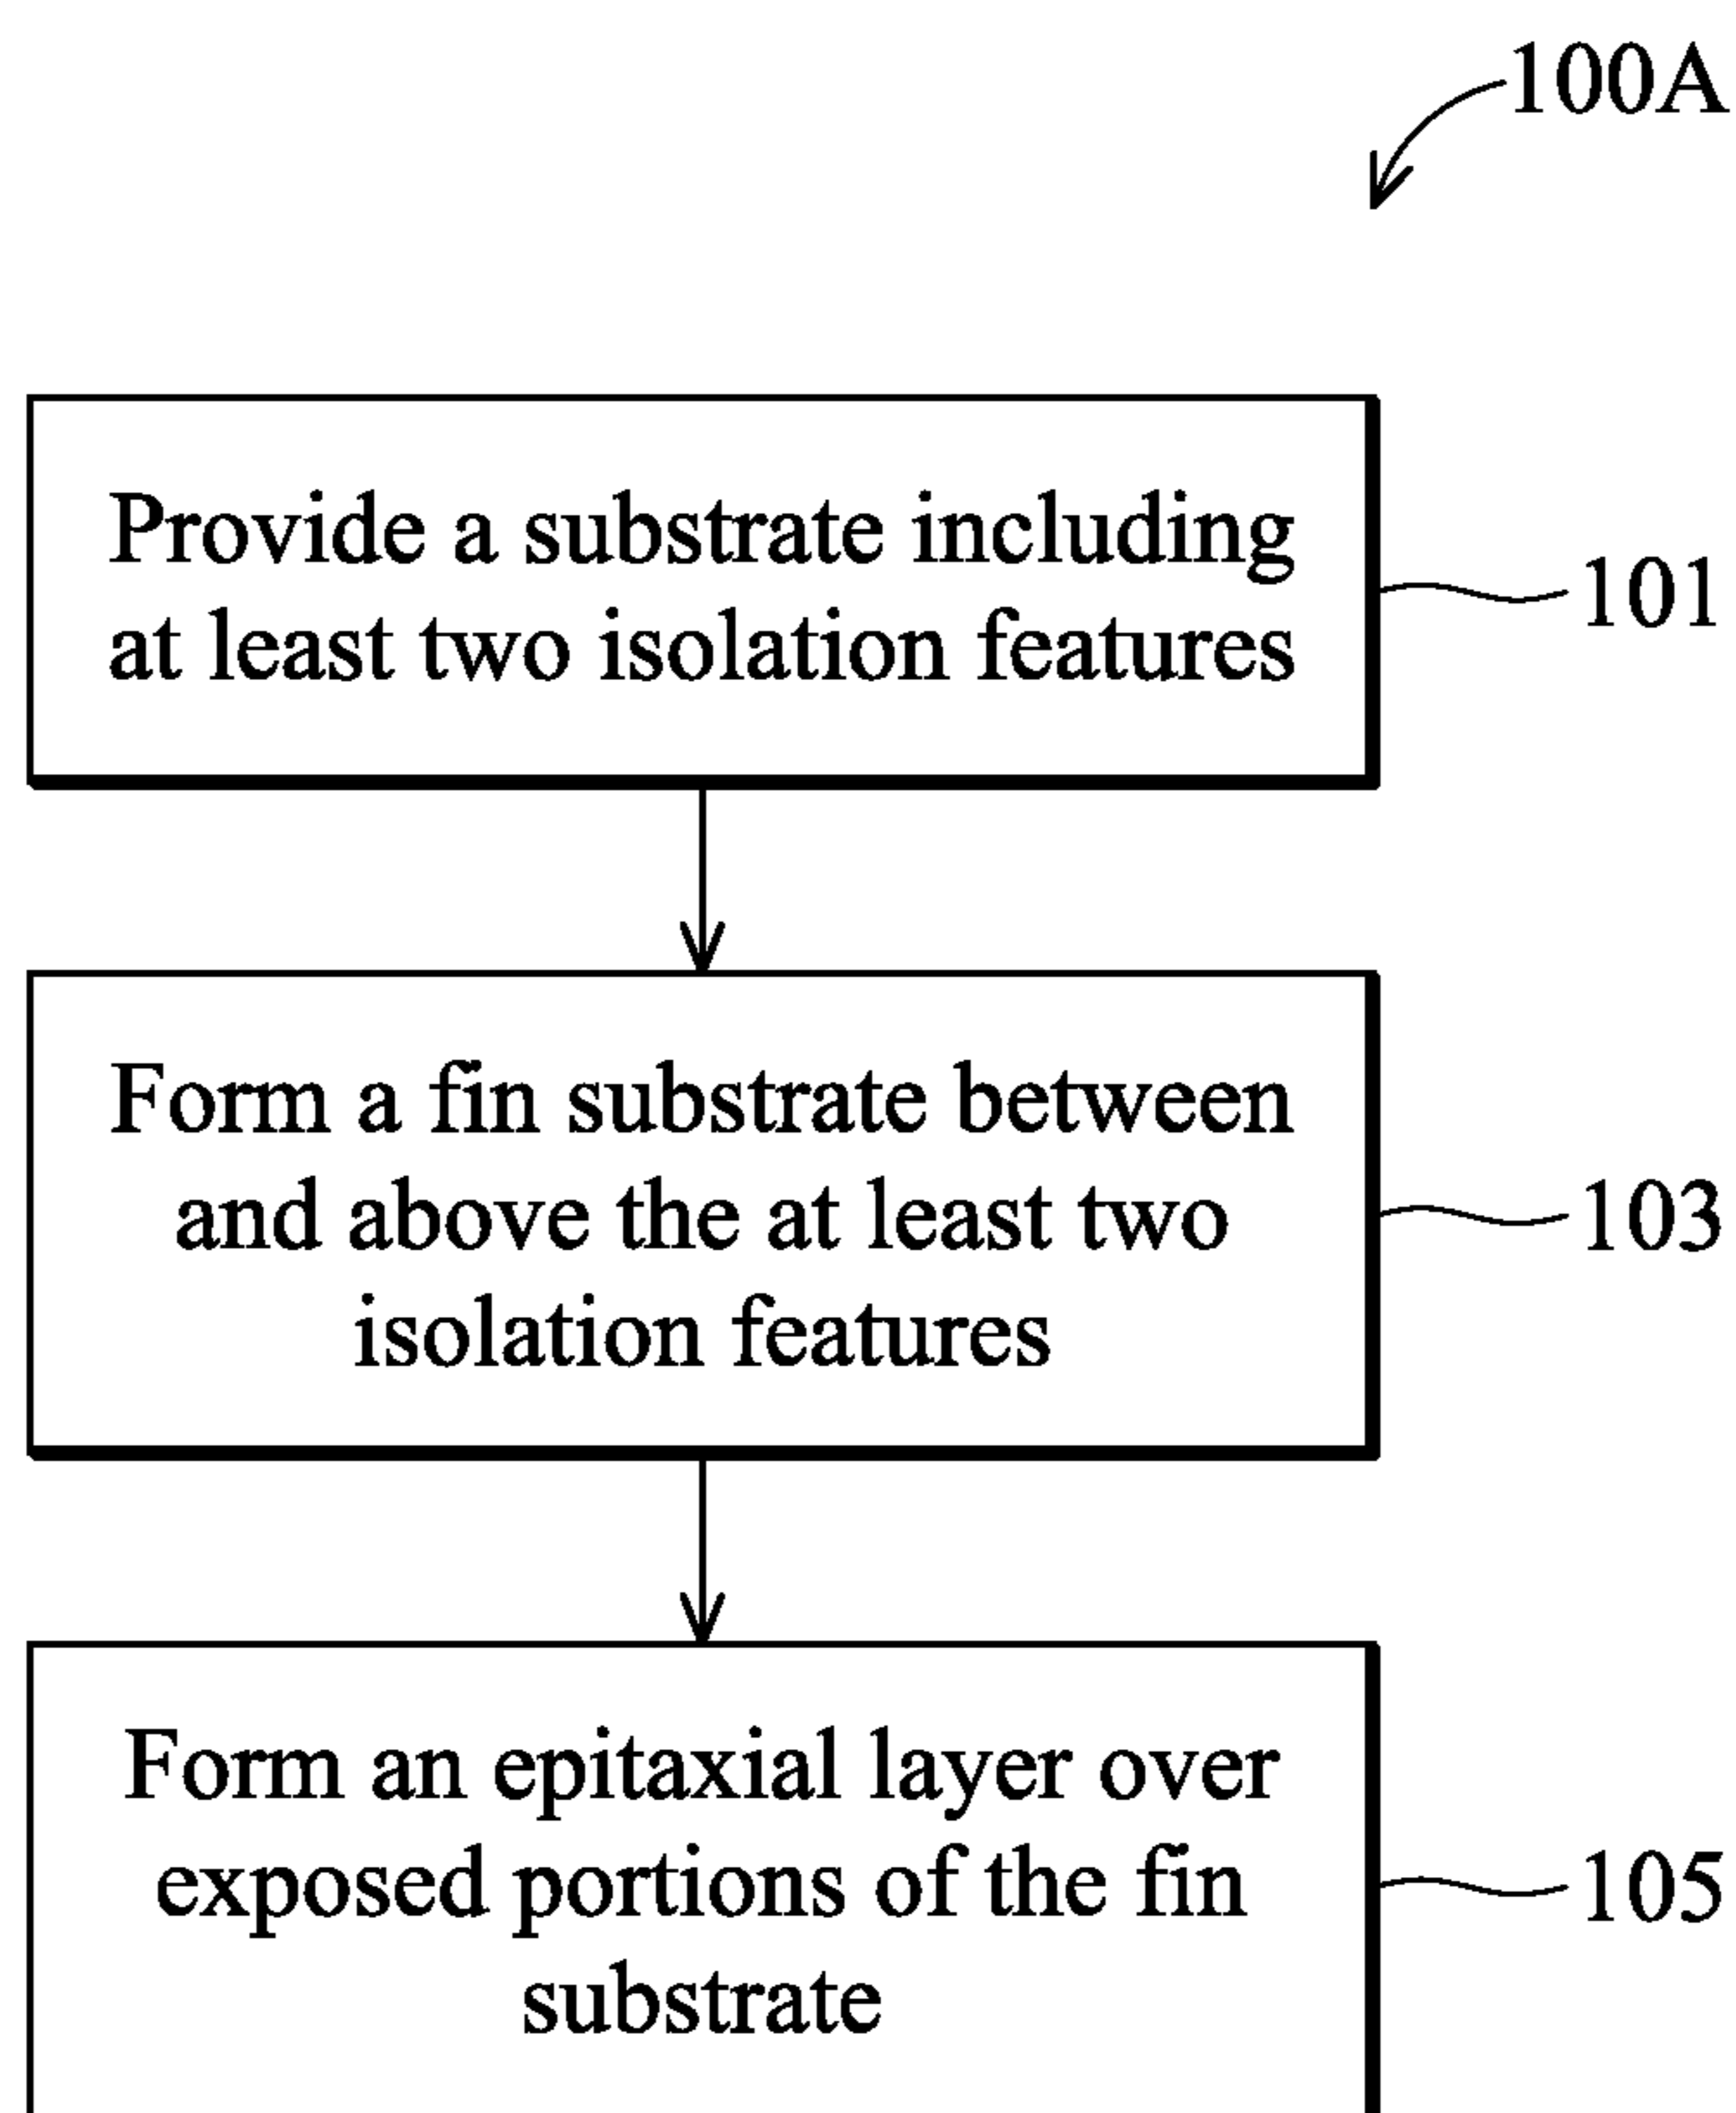 100A
Provide a substrate including
at least two isolation features
101
Form a fin substrate between
and above the at least two
isolation features
103
Form an epitaxial layer over
exposed portions of the fin
substrate
105